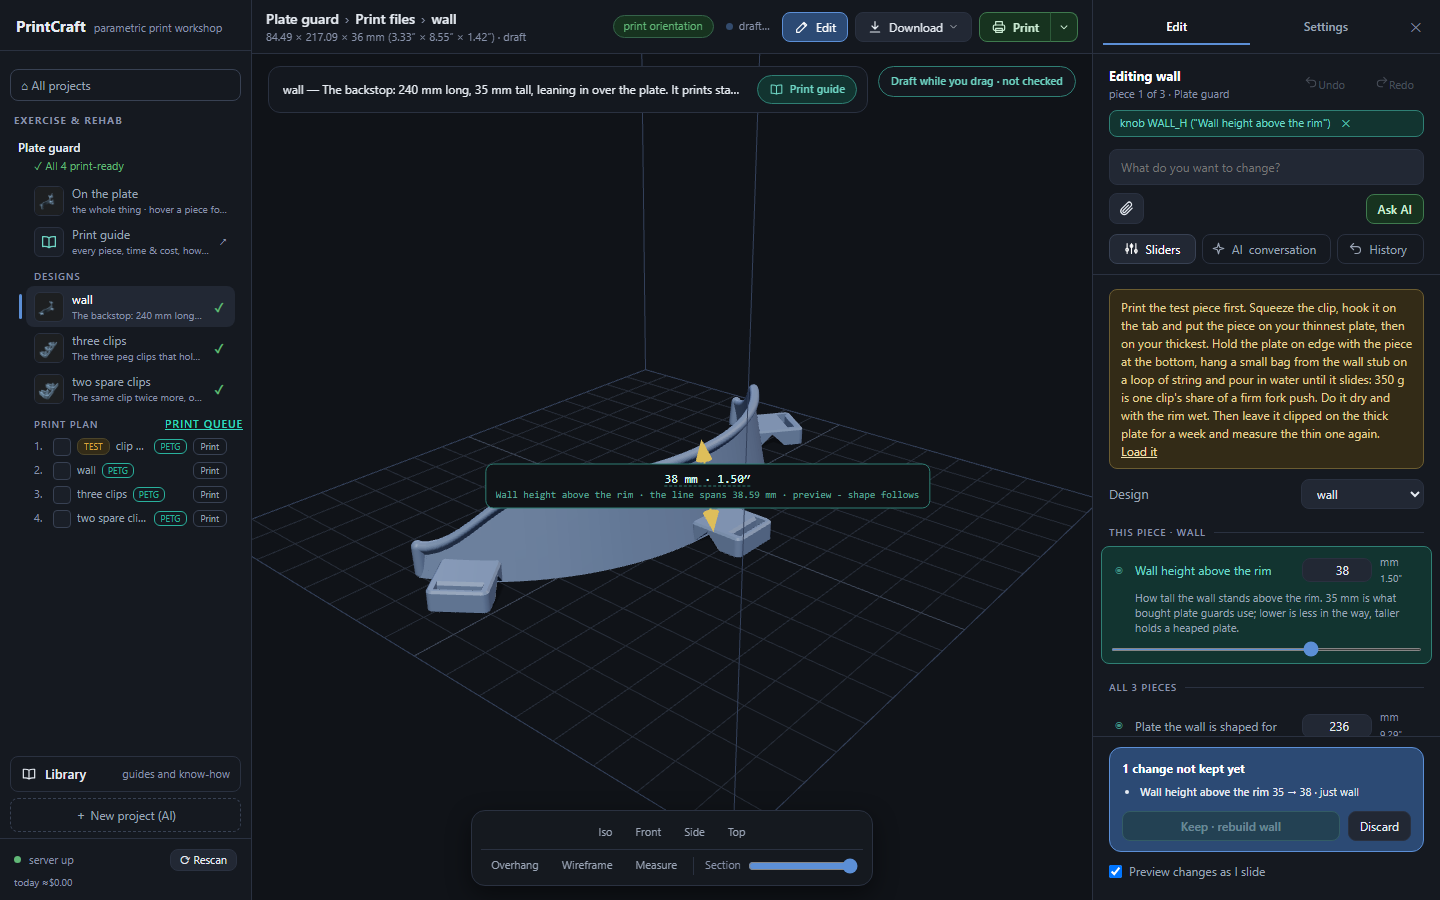 PrintCraft parametric print workshop
⌂ All projects
EXERCISE & REHAB
Plate guard
✓ All 4 print-ready
On the plate
the whole thing · hover a piece fo...
Print guide ↗
every piece, time & cost, how...
DESIGNS
wall ✓
The backstop: 240 mm long...
three clips ✓
The three peg clips that hol...
two spare clips ✓
The same clip twice more, o...
PRINT PLAN PRINT QUEUE
1. TEST clip ... PETG Print
2. wall PETG Print
3. three clips PETG Print
4. two spare cli... PETG Print
Library guides and know-how
+ New project (AI)
server up Rescan
today ≈$0.00
Plate guard › Print files › wall
84.49 × 217.09 × 36 mm (3.33″ × 8.55″ × 1.42″) · draft
print orientation draft... Edit Download Print
wall — The backstop: 240 mm long, 35 mm tall, leaning in over the plate. It prints sta... Print guide
Draft while you drag · not checked
38 mm · 1.50″
Wall height above the rim · the line spans 38.59 mm · preview - shape follows
Iso Front Side Top
Overhang Wireframe Measure Section
Edit Settings ✕
Editing wall
piece 1 of 3 · Plate guard
Undo Redo
knob WALL_H ("Wall height above the rim") ✕
What do you want to change?
Ask AI
Sliders AI conversation History
Print the test piece first. Squeeze the clip, hook it on
the tab and put the piece on your thinnest plate, then
on your thickest. Hold the plate on edge with the piece
at the bottom, hang a small bag from the wall stub on
a loop of string and pour in water until it slides: 350 g
is one clip's share of a firm fork push. Do it dry and
with the rim wet. Then leave it clipped on the thick
plate for a week and measure the thin one again.
Load it
Design wall
THIS PIECE · WALL
Wall height above the rim 38 mm
1.50″
How tall the wall stands above the rim. 35 mm is what
bought plate guards use; lower is less in the way, taller
holds a heaped plate.
ALL 3 PIECES
Plate the wall is shaped for 236 mm
9.29″
1 change not kept yet
• Wall height above the rim 35 → 38 · just wall
Keep · rebuild wall Discard
Preview changes as I slide